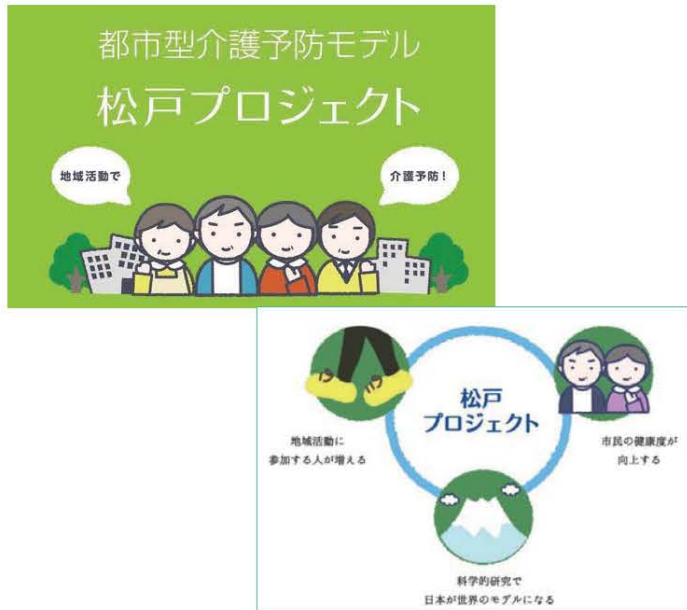 都市型介護予防モデル
松戸プロジェクト
地域活動で
介護予防！
松戸
プロジェクト
地域活動に
参加する人が増える
市民の健康度が
向上する
科学的研究で
日本が世界のモデルになる